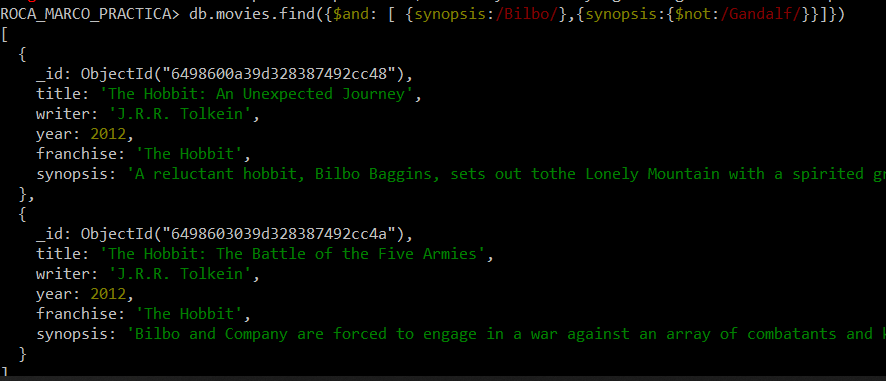 ROCA_MARCO_PRACTICA> db.movies.find({$and: [ {synopsis:/Bilbo/},{synopsis:{$not:/Gandalf/}}]})
[
  {
    _id: ObjectId("6498600a39d328387492cc48"),
    title: 'The Hobbit: An Unexpected Journey',
    writer: 'J.R.R. Tolkein',
    year: 2012,
    franchise: 'The Hobbit',
    synopsis: 'A reluctant hobbit, Bilbo Baggins, sets out tothe Lonely Mountain with a spirited
  },
  {
    _id: ObjectId("6498603039d328387492cc4a"),
    title: 'The Hobbit: The Battle of the Five Armies',
    writer: 'J.R.R. Tolkein',
    year: 2012,
    franchise: 'The Hobbit',
    synopsis: 'Bilbo and Company are forced to engage in a war against an array of combatants and
  }
]